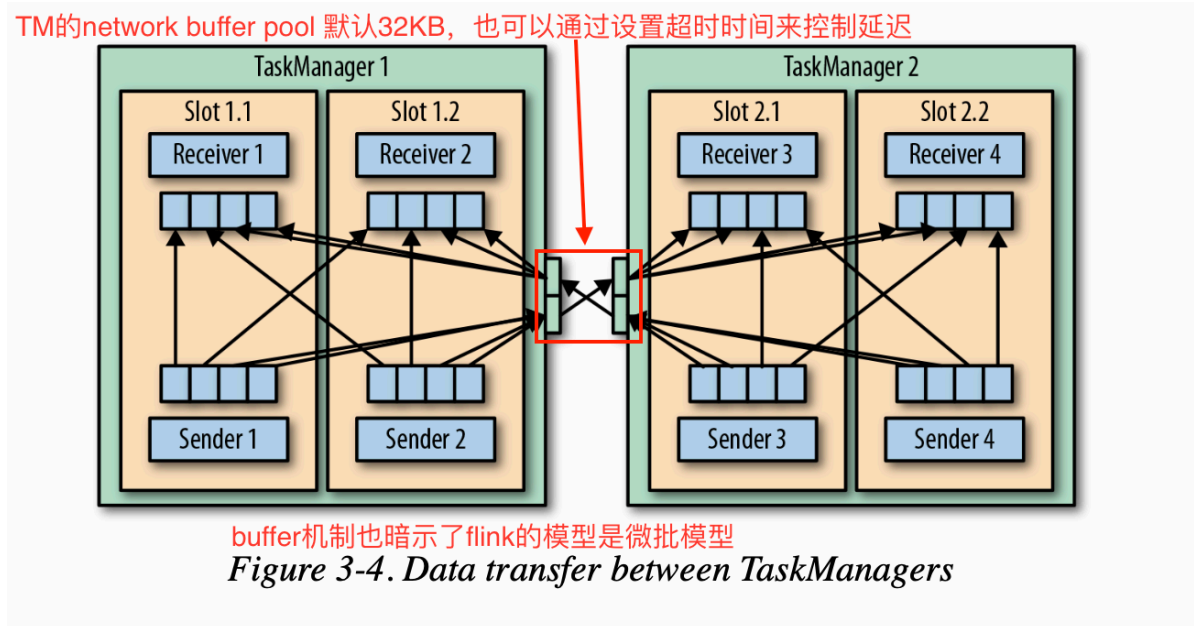 TM的network buffer pool 默认32KB，也可以通过设置超时时间来控制延迟
TaskManager 1
TaskManager 2
Slot 1.1
Slot 1.2
Slot 2.1
Slot 2.2
Receiver 1
Receiver 2
Receiver 3
Receiver 4
Sender 1
Sender 2
Sender 3
Sender 4
buffer机制也暗示了flink的模型是微批模型
Figure 3-4. Data transfer between TaskManagers